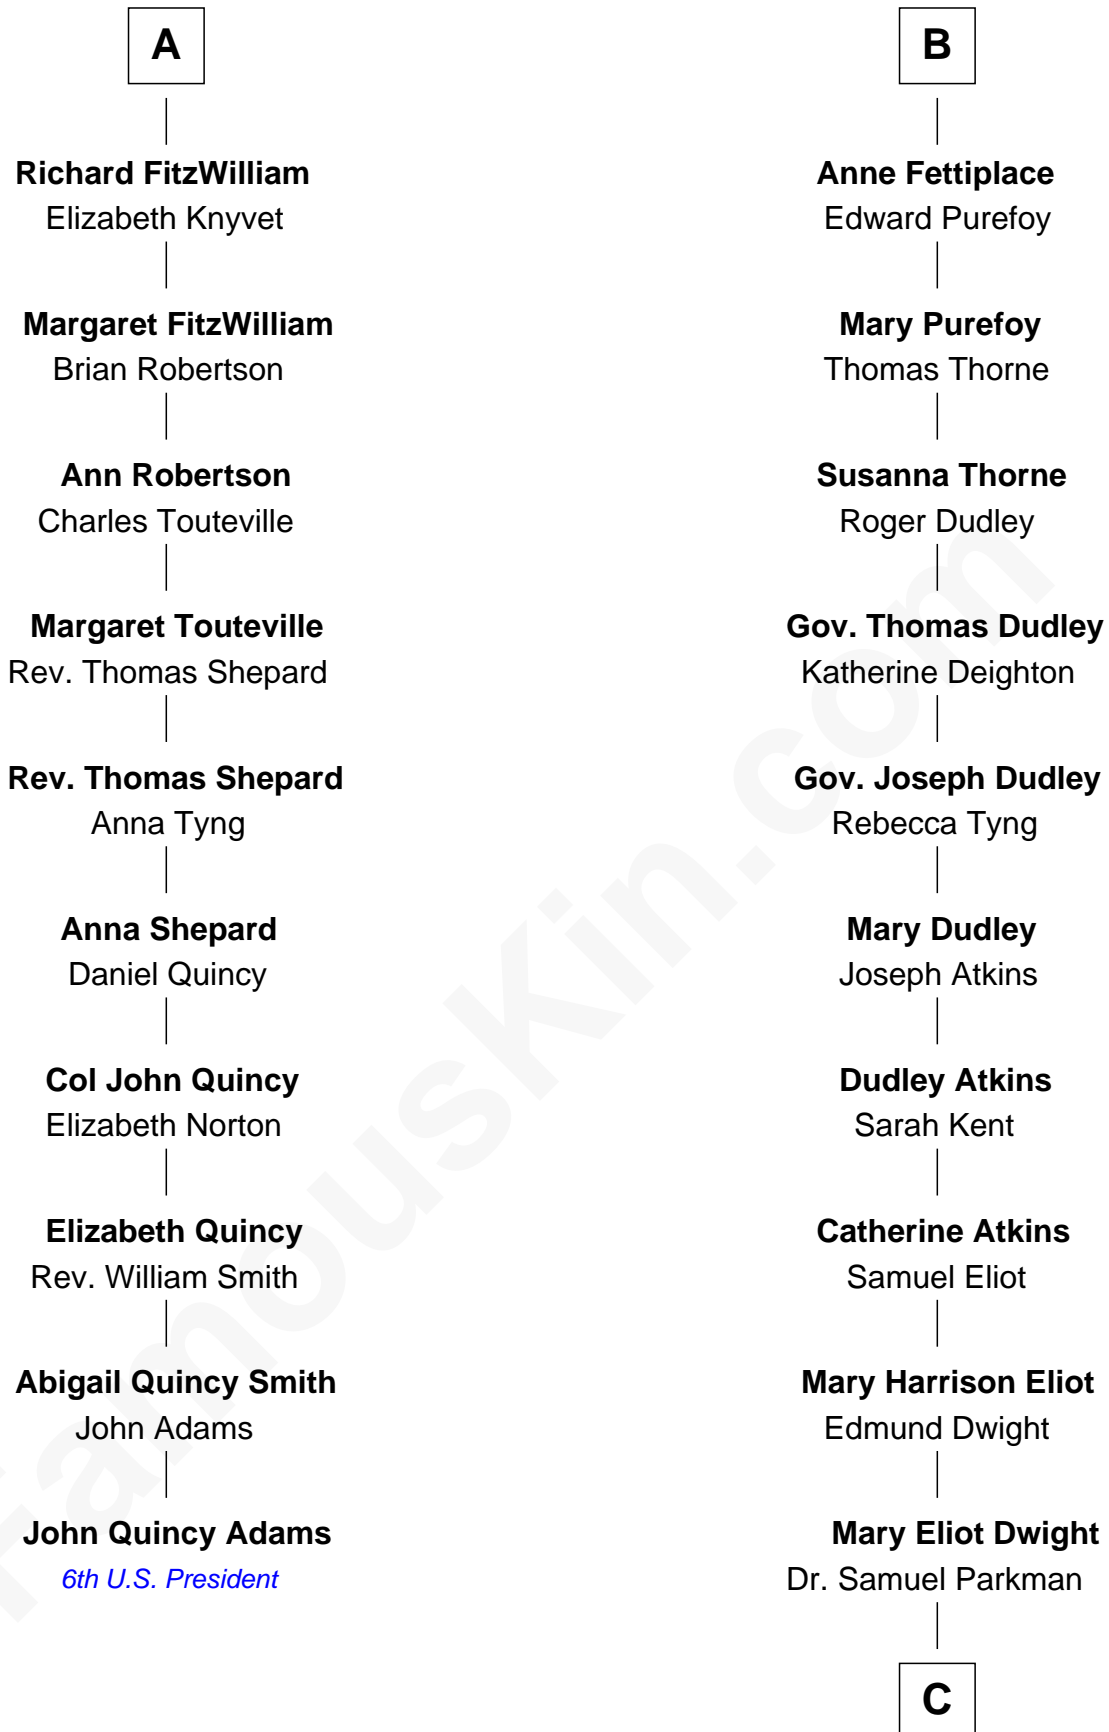 A
Richard FitzWilliam
Elizabeth Knyvet
Margaret FitzWilliam
Brian Robertson
Ann Robertson
Charles Touteville
Margaret Touteville
Rev. Thomas Shepard
Rev. Thomas Shepard
Anna Tyng
Anna Shepard
Daniel Quincy
Col John Quincy
Elizabeth Norton
Elizabeth Quincy
Rev. William Smith
Abigail Quincy Smith
John Adams
John Quincy Adams
6th U.S. President
B
Anne Fettiplace
Edward Purefoy
Mary Purefoy
Thomas Thorne
Susanna Thorne
Roger Dudley
Gov. Thomas Dudley
Katherine Deighton
Gov. Joseph Dudley
Rebecca Tyng
Mary Dudley
Joseph Atkins
Dudley Atkins
Sarah Kent
Catherine Atkins
Samuel Eliot
Mary Harrison Eliot
Edmund Dwight
Mary Eliot Dwight
Dr. Samuel Parkman
C
FamousKin.com